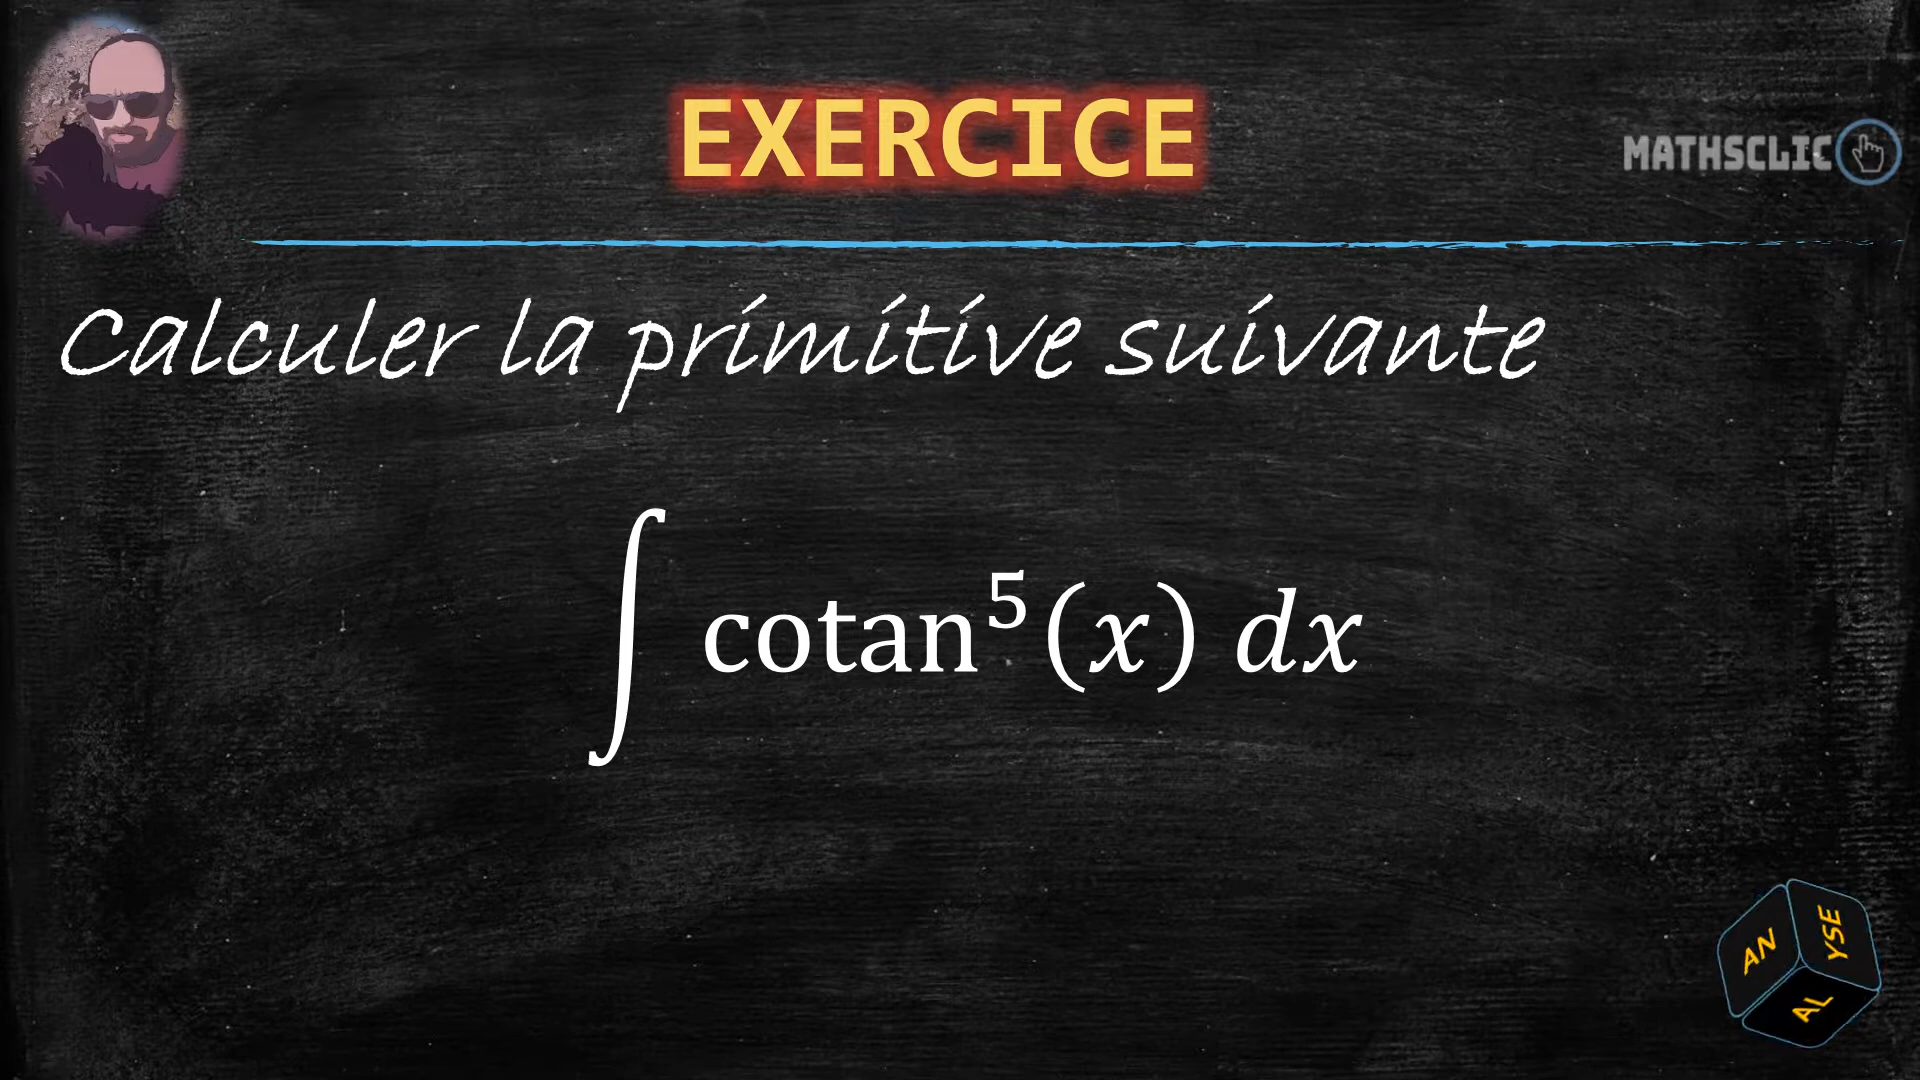 EXERCICE
MATHSCLIC
Calculer la primitive suivante
∫ cotan⁵(x) dx
AN
AL
YSE